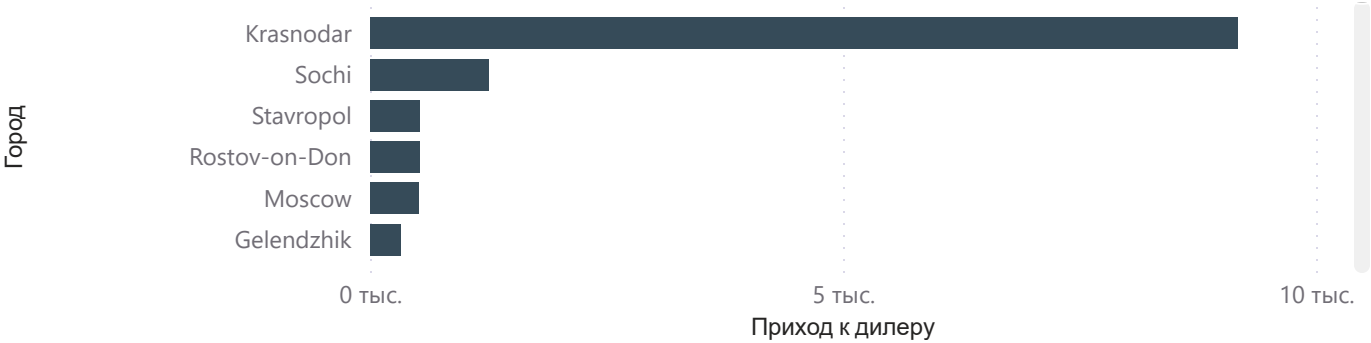 Город
Krasnodar
Sochi
Stavropol
Rostov-on-Don
Moscow
Gelendzhik
0 тыс. 5 тыс. 10 тыс.
Приход к дилеру